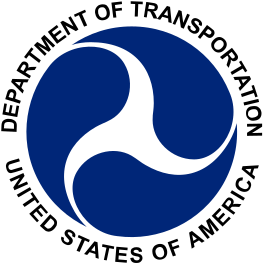 DEPARTMENT OF TRANSPORTATION
UNITED STATES OF AMERICA